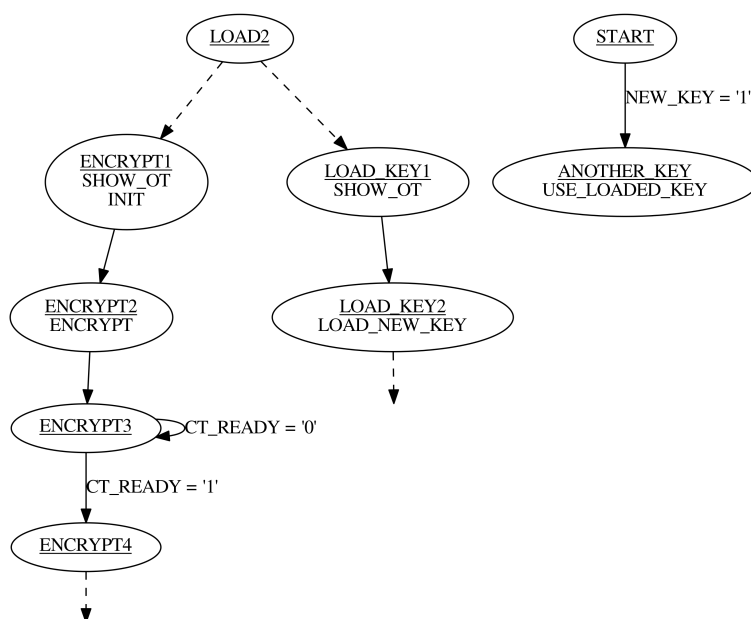 LOAD2
START
NEW_KEY = '1'
ENCRYPT1
SHOW_OT
INIT
LOAD_KEY1
SHOW_OT
ANOTHER_KEY
USE_LOADED_KEY
ENCRYPT2
ENCRYPT
LOAD_KEY2
LOAD_NEW_KEY
ENCRYPT3
CT_READY = '0'
CT_READY = '1'
ENCRYPT4